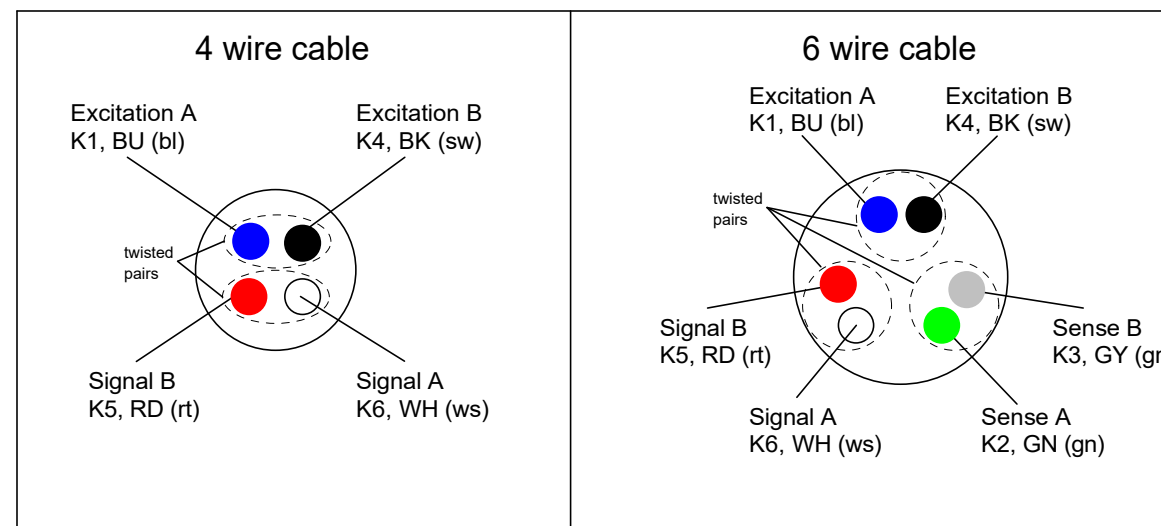 4 wire cable
Excitation A
K1, BU (bl)
Excitation B
K4, BK (sw)
twisted
pairs
Signal B
K5, RD (rt)
Signal A
K6, WH (ws)
6 wire cable
Excitation A
K1, BU (bl)
Excitation B
K4, BK (sw)
twisted
pairs
Signal B
K5, RD (rt)
Sense B
K3, GY (gr
Signal A
K6, WH (ws)
Sense A
K2, GN (gn)